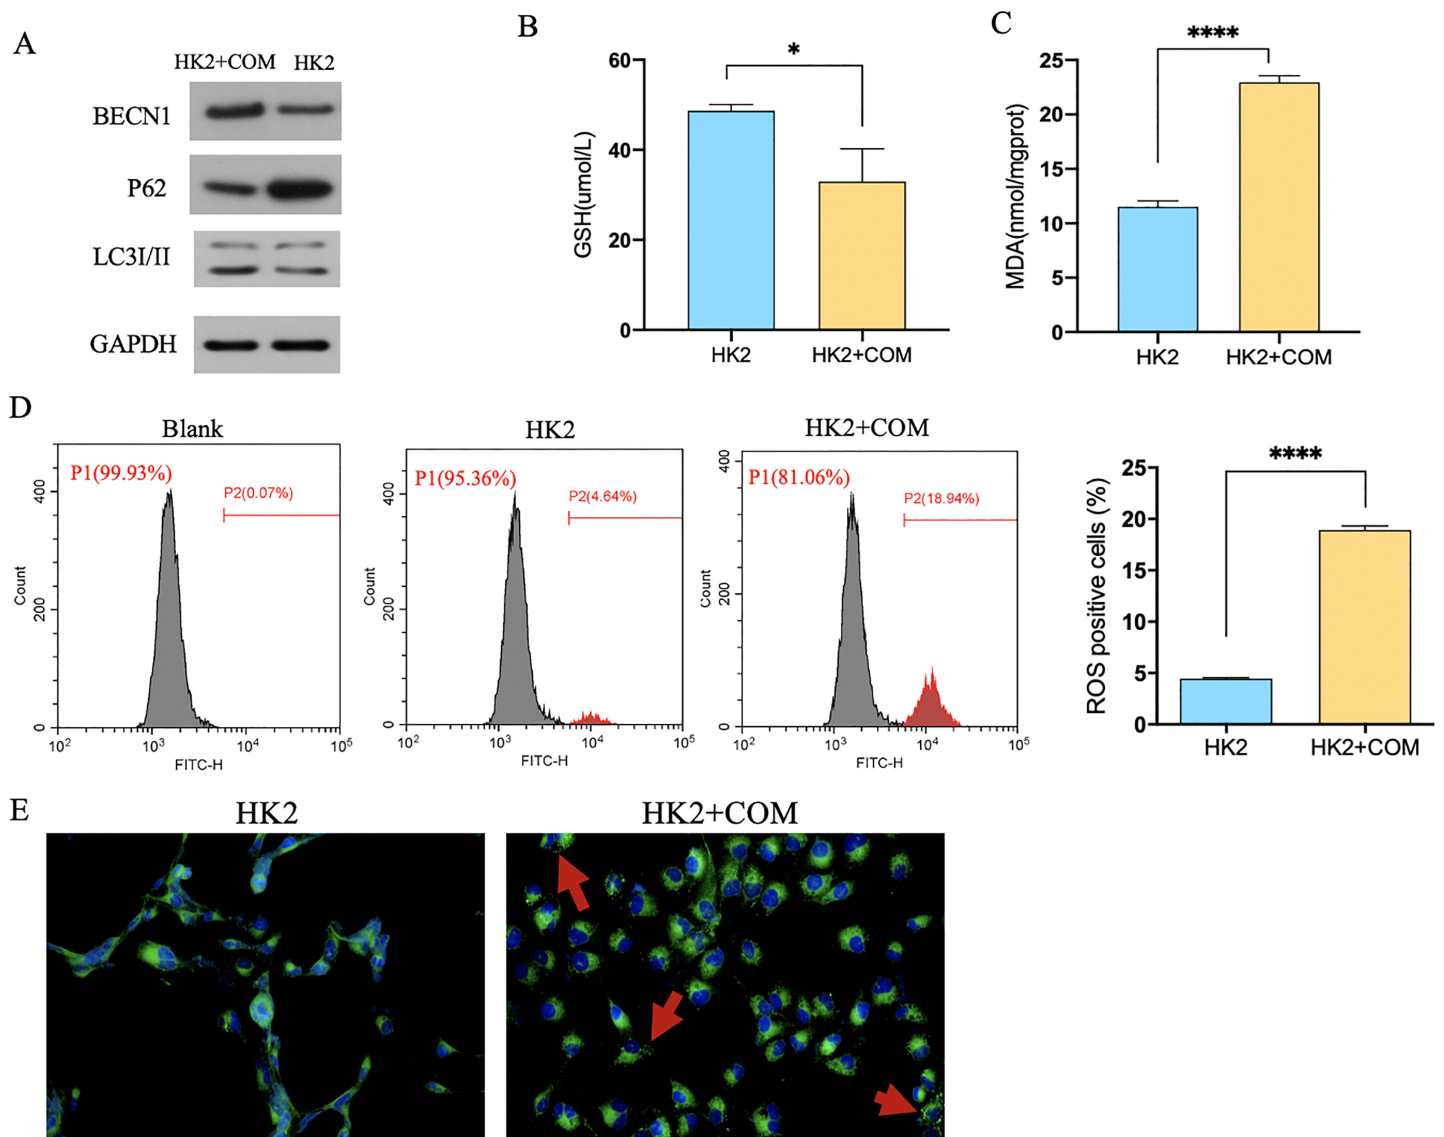 A
HK2+COM HK2
BECN1
P62
LC3I/II
GAPDH
B
*
GSH(umol/L)
60
40
20
0
HK2 HK2+COM
C
****
MDA(nmol/mgprot)
25
20
15
10
5
0
HK2 HK2+COM
D
Blank
P1(99.93%)
P2(0.07%)
Count
400
200
0
10² 10³ 10⁴ 10⁵
FITC-H
HK2
P1(95.36%)
P2(4.64%)
Count
400
200
0
10² 10³ 10⁴ 10⁵
FITC-H
HK2+COM
P1(81.06%)
P2(18.94%)
Count
400
200
0
10² 10³ 10⁴ 10⁵
FITC-H
****
ROS positive cells (%)
25
20
15
10
5
0
HK2 HK2+COM
E
HK2 HK2+COM